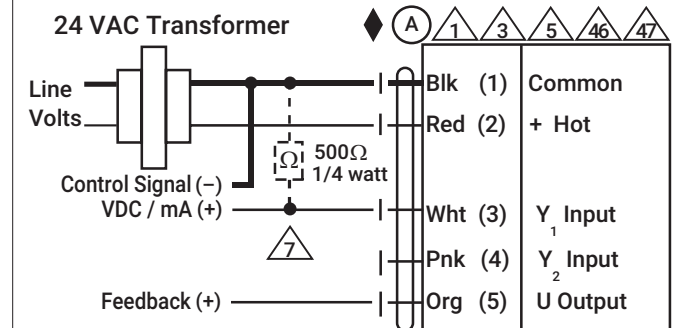 24 VAC Transformer
A 1 3 5 46 47
Line
Volts
Blk (1) Common
Red (2) + Hot
Ω 500Ω
1/4 watt
Control Signal (–)
VDC / mA (+)
Wht (3) Y1 Input
7
Pnk (4) Y2 Input
Feedback (+)
Org (5) U Output